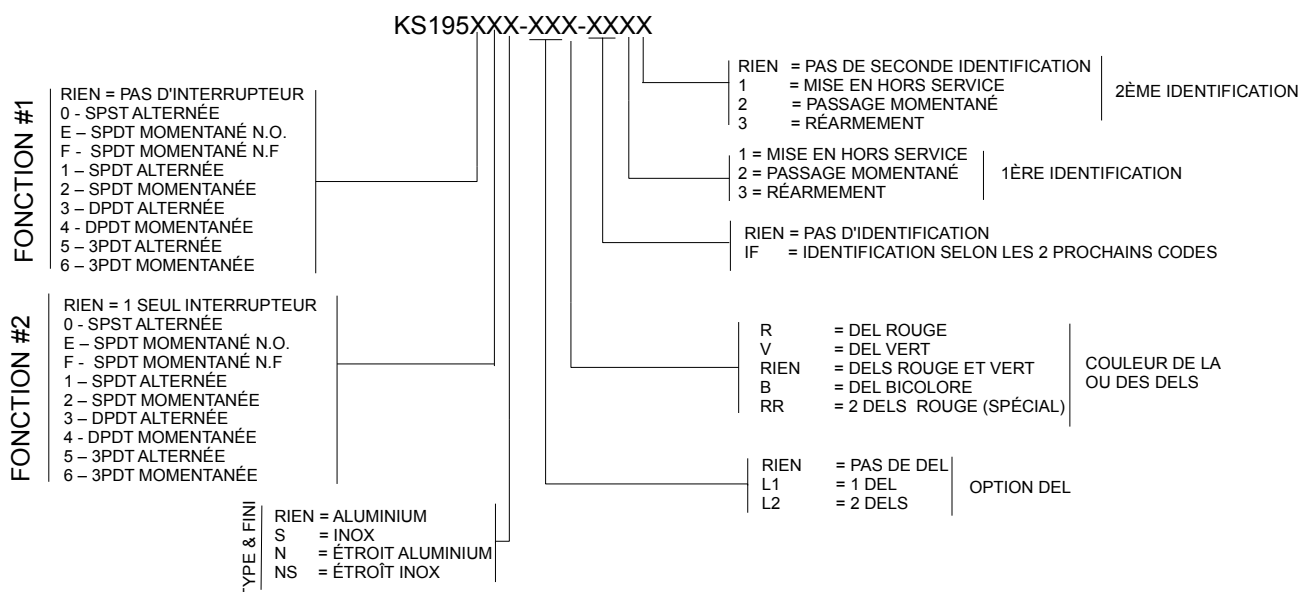 KS195XXX-XXX-XXXX
FONCTION #1
RIEN = PAS D'INTERRUPTEUR
0 - SPST ALTERNÉE
E – SPDT MOMENTANÉ N.O.
F - SPDT MOMENTANÉ N.F
1 – SPDT ALTERNÉE
2 – SPDT MOMENTANÉE
3 – DPDT ALTERNÉE
4 - DPDT MOMENTANÉE
5 – 3PDT ALTERNÉE
6 – 3PDT MOMENTANÉE
FONCTION #2
RIEN = 1 SEUL INTERRUPTEUR
0 - SPST ALTERNÉE
E – SPDT MOMENTANÉ N.O.
F - SPDT MOMENTANÉ N.F
1 – SPDT ALTERNÉE
2 – SPDT MOMENTANÉE
3 – DPDT ALTERNÉE
4 - DPDT MOMENTANÉE
5 – 3PDT ALTERNÉE
6 – 3PDT MOMENTANÉE
TYPE & FINI
RIEN = ALUMINIUM
S = INOX
N = ÉTROIT ALUMINIUM
NS = ÉTROÎT INOX
RIEN = PAS DE SECONDE IDENTIFICATION
1 = MISE EN HORS SERVICE
2 = PASSAGE MOMENTANÉ
3 = RÉARMEMENT
2ÈME IDENTIFICATION
1 = MISE EN HORS SERVICE
2 = PASSAGE MOMENTANÉ
3 = RÉARMEMENT
1ÈRE IDENTIFICATION
RIEN = PAS D'IDENTIFICATION
IF = IDENTIFICATION SELON LES 2 PROCHAINS CODES
R = DEL ROUGE
V = DEL VERT
RIEN = DELS ROUGE ET VERT
B = DEL BICOLORE
RR = 2 DELS ROUGE (SPÉCIAL)
COULEUR DE LA
OU DES DELS
RIEN = PAS DE DEL
L1 = 1 DEL
L2 = 2 DELS
OPTION DEL